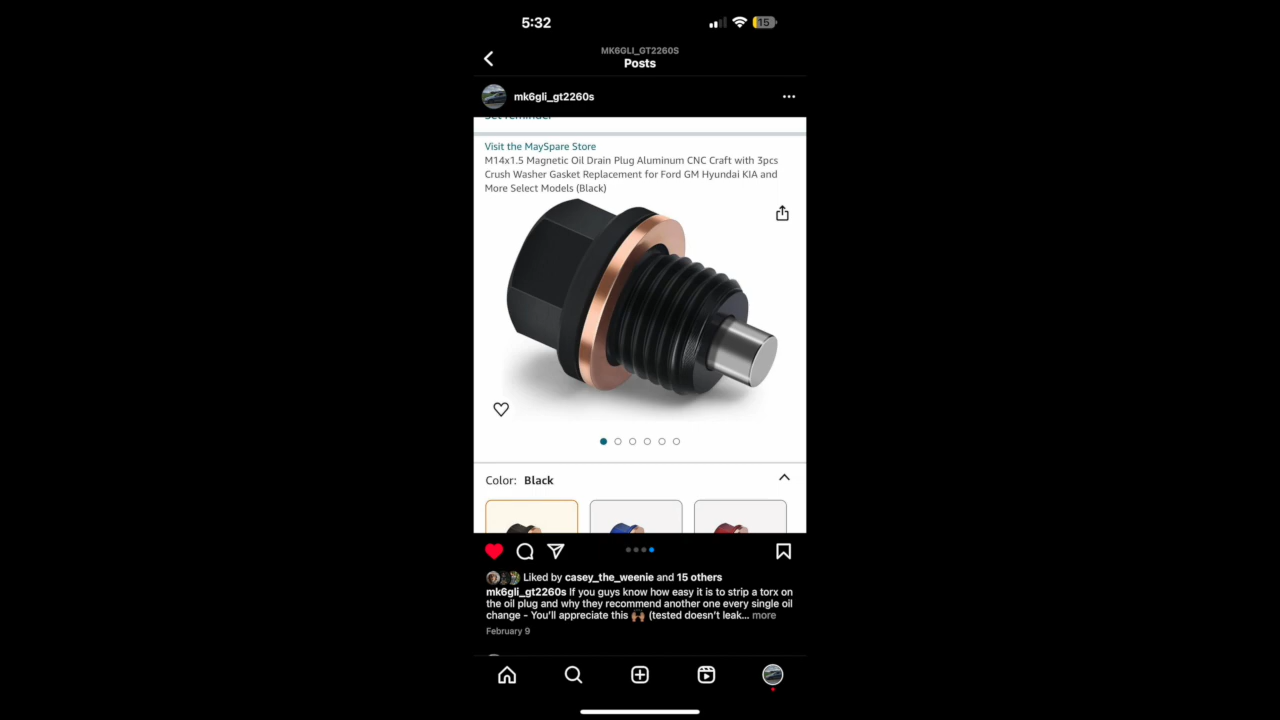 5:32
15
MK6GLI_GT2260S
Posts
mk6gli_gt2260s
Set reminder
Visit the MaySpare Store
M14x1.5 Magnetic Oil Drain Plug Aluminum CNC Craft with 3pcs
Crush Washer Gasket Replacement for Ford GM Hyundai KIA and
More Select Models (Black)
Color: Black
Liked by casey_the_weenie and 15 others
mk6gli_gt2260s If you guys know how easy it is to strip a torx on
the oil plug and why they recommend another one every single oil
change - You'll appreciate this 🙌🏽 (tested doesn't leak... more
February 9